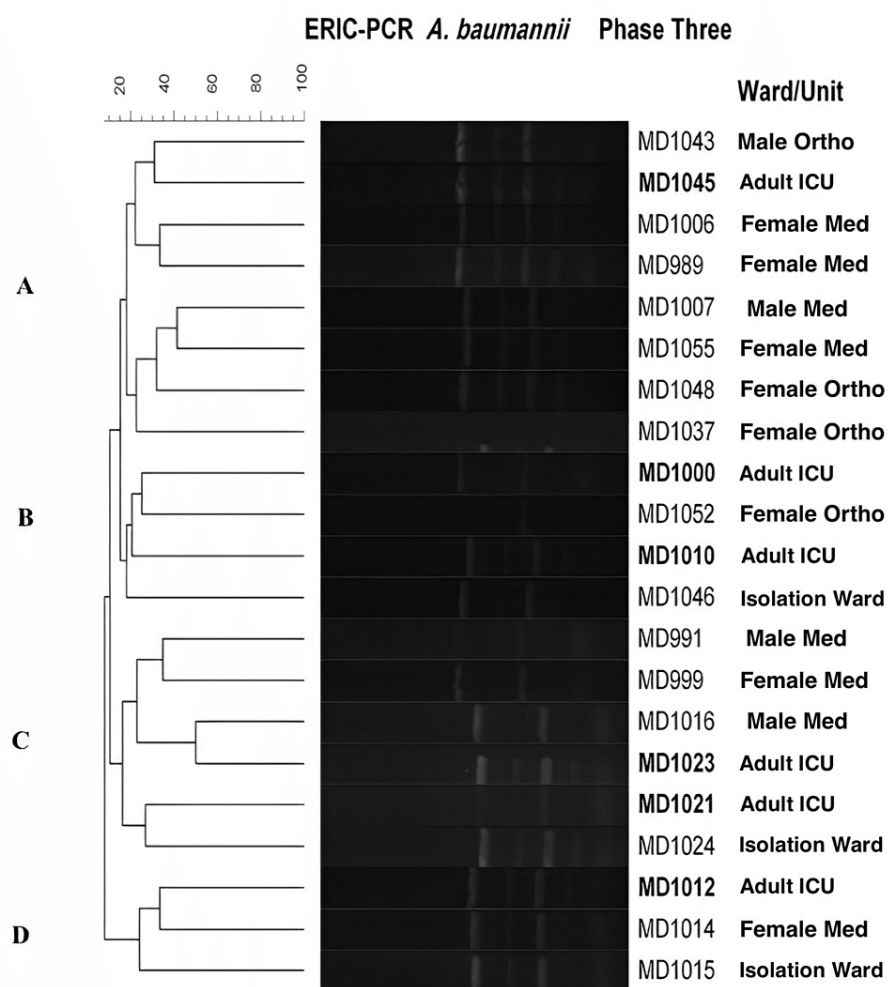 ERIC-PCR A. baumannii Phase Three
20 40 60 80 100
Ward/Unit
MD1043 Male Ortho
MD1045 Adult ICU
MD1006 Female Med
MD989 Female Med
A
MD1007 Male Med
MD1055 Female Med
MD1048 Female Ortho
MD1037 Female Ortho
MD1000 Adult ICU
B
MD1052 Female Ortho
MD1010 Adult ICU
MD1046 Isolation Ward
MD991 Male Med
MD999 Female Med
MD1016 Male Med
C
MD1023 Adult ICU
MD1021 Adult ICU
MD1024 Isolation Ward
MD1012 Adult ICU
MD1014 Female Med
D
MD1015 Isolation Ward